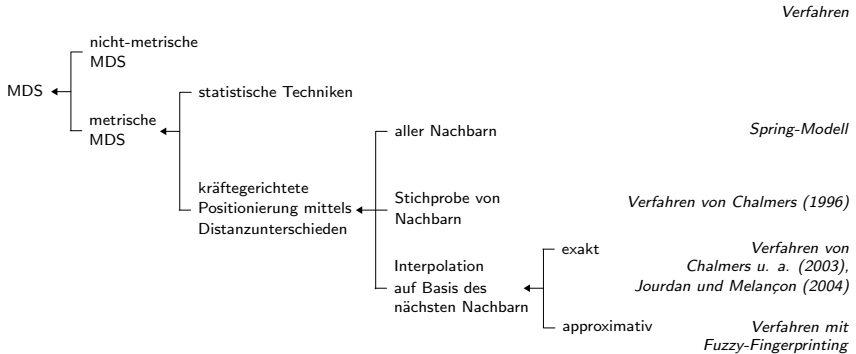 Verfahren
nicht-metrische
MDS
MDS
statistische Techniken
metrische
MDS
aller Nachbarn
Spring-Modell
kräftegerichtete
Positionierung mittels
Distanzunterschieden
Stichprobe von
Nachbarn
Verfahren von Chalmers (1996)
Interpolation
auf Basis des
nächsten Nachbarn
exakt
Verfahren von
Chalmers u. a. (2003),
Jourdan und Melançon (2004)
approximativ
Verfahren mit
Fuzzy-Fingerprinting